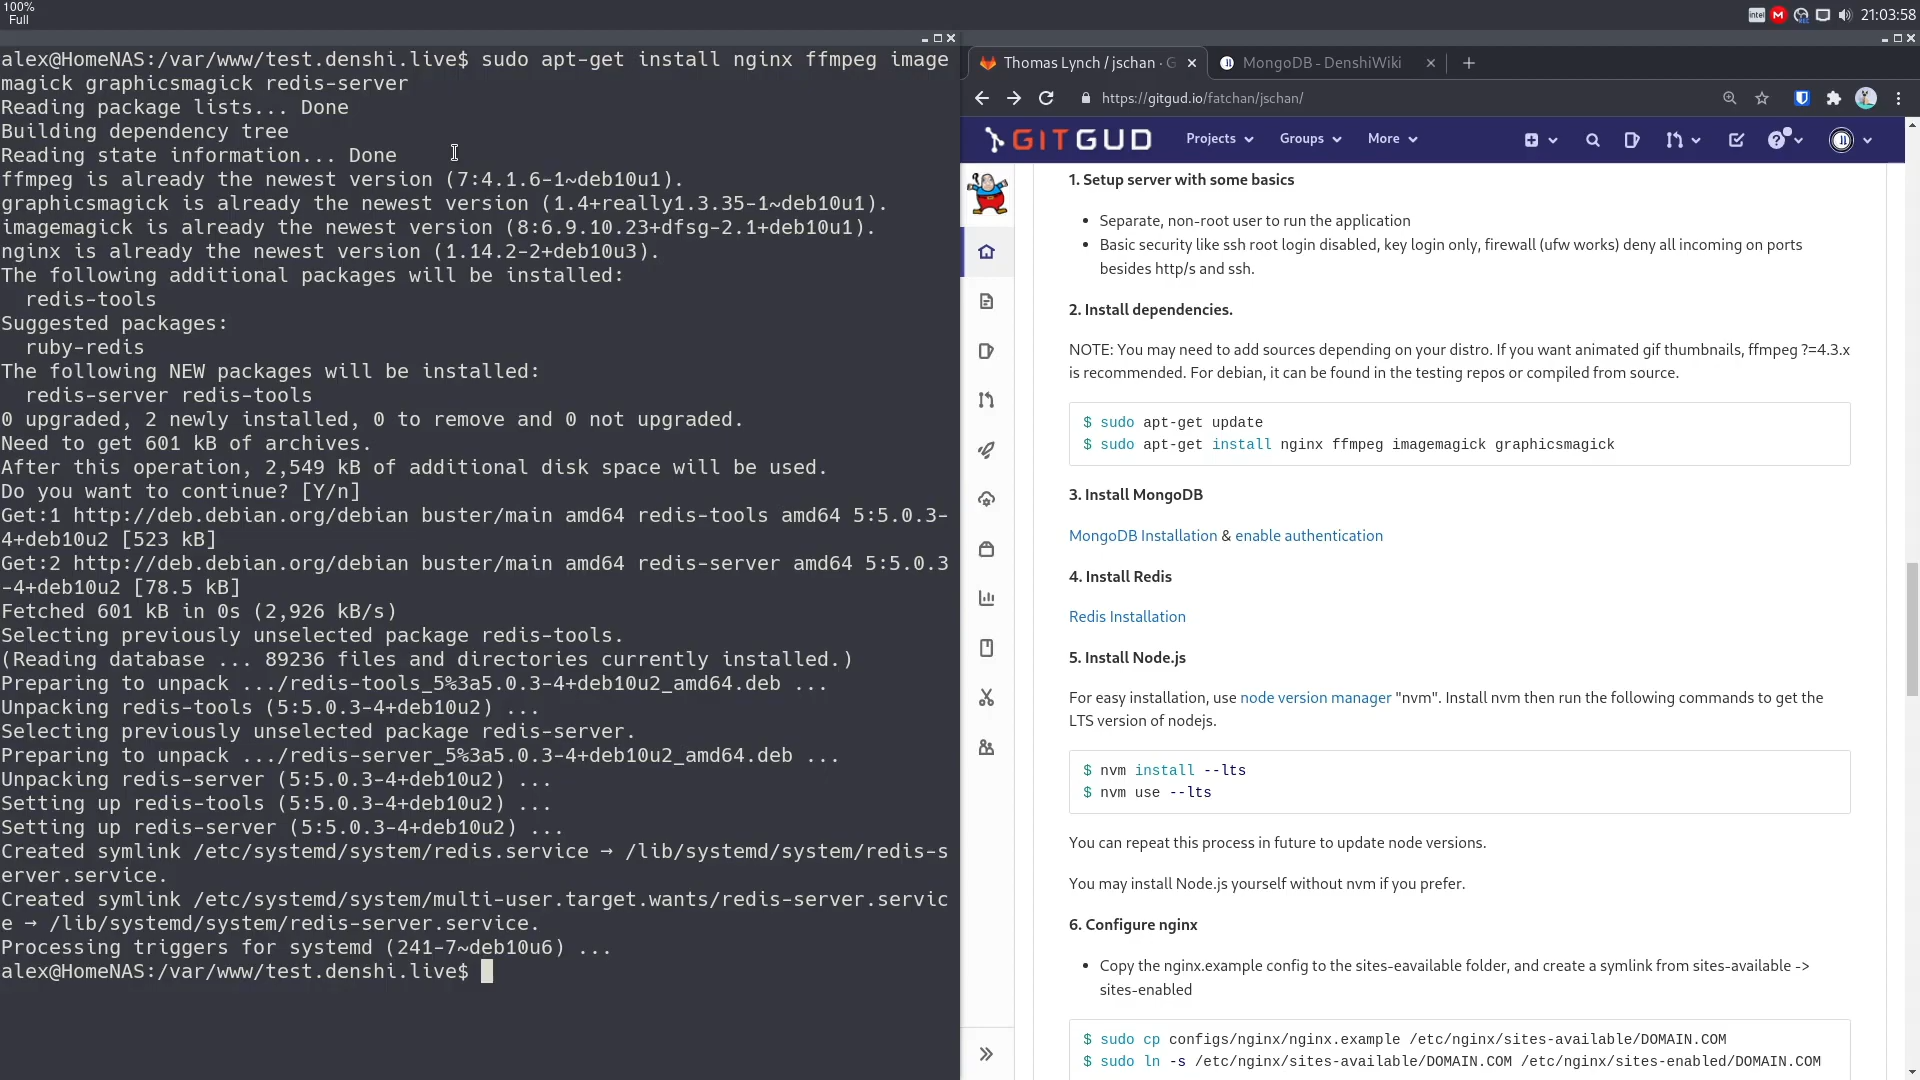 100%
Full
21:03:58
alex@HomeNAS:/var/www/test.denshi.live$ sudo apt-get install nginx ffmpeg image
magick graphicsmagick redis-server
Reading package lists... Done
Building dependency tree
Reading state information... Done
ffmpeg is already the newest version (7:4.1.6-1~deb10u1).
graphicsmagick is already the newest version (1.4+really1.3.35-1~deb10u1).
imagemagick is already the newest version (8:6.9.10.23+dfsg-2.1+deb10u1).
nginx is already the newest version (1.14.2-2+deb10u3).
The following additional packages will be installed:
redis-tools
Suggested packages:
ruby-redis
The following NEW packages will be installed:
redis-server redis-tools
0 upgraded, 2 newly installed, 0 to remove and 0 not upgraded.
Need to get 601 kB of archives.
After this operation, 2,549 kB of additional disk space will be used.
Do you want to continue? [Y/n]
Get:1 http://deb.debian.org/debian buster/main amd64 redis-tools amd64 5:5.0.3-
4+deb10u2 [523 kB]
Get:2 http://deb.debian.org/debian buster/main amd64 redis-server amd64 5:5.0.3
-4+deb10u2 [78.5 kB]
Fetched 601 kB in 0s (2,926 kB/s)
Selecting previously unselected package redis-tools.
(Reading database ... 89236 files and directories currently installed.)
Preparing to unpack .../redis-tools_5%3a5.0.3-4+deb10u2_amd64.deb ...
Unpacking redis-tools (5:5.0.3-4+deb10u2) ...
Selecting previously unselected package redis-server.
Preparing to unpack .../redis-server_5%3a5.0.3-4+deb10u2_amd64.deb ...
Unpacking redis-server (5:5.0.3-4+deb10u2) ...
Setting up redis-tools (5:5.0.3-4+deb10u2) ...
Setting up redis-server (5:5.0.3-4+deb10u2) ...
Created symlink /etc/systemd/system/redis.service → /lib/systemd/system/redis-s
erver.service.
Created symlink /etc/systemd/system/multi-user.target.wants/redis-server.servic
e → /lib/systemd/system/redis-server.service.
Processing triggers for systemd (241-7~deb10u6) ...
alex@HomeNAS:/var/www/test.denshi.live$
Thomas Lynch / jschan · G
MongoDB - DenshiWiki
https://gitgud.io/fatchan/jschan/
GITGUD
Projects
Groups
More
1. Setup server with some basics
• Separate, non-root user to run the application
• Basic security like ssh root login disabled, key login only, firewall (ufw works) deny all incoming on ports
besides http/s and ssh.
2. Install dependencies.
NOTE: You may need to add sources depending on your distro. If you want animated gif thumbnails, ffmpeg ?=4.3.x
is recommended. For debian, it can be found in the testing repos or compiled from source.
$ sudo apt-get update
$ sudo apt-get install nginx ffmpeg imagemagick graphicsmagick
3. Install MongoDB
MongoDB Installation & enable authentication
4. Install Redis
Redis Installation
5. Install Node.js
For easy installation, use node version manager "nvm". Install nvm then run the following commands to get the
LTS version of nodejs.
$ nvm install --lts
$ nvm use --lts
You can repeat this process in future to update node versions.
You may install Node.js yourself without nvm if you prefer.
6. Configure nginx
• Copy the nginx.example config to the sites-eavailable folder, and create a symlink from sites-available ->
sites-enabled
$ sudo cp configs/nginx/nginx.example /etc/nginx/sites-available/DOMAIN.COM
$ sudo ln -s /etc/nginx/sites-available/DOMAIN.COM /etc/nginx/sites-enabled/DOMAIN.COM